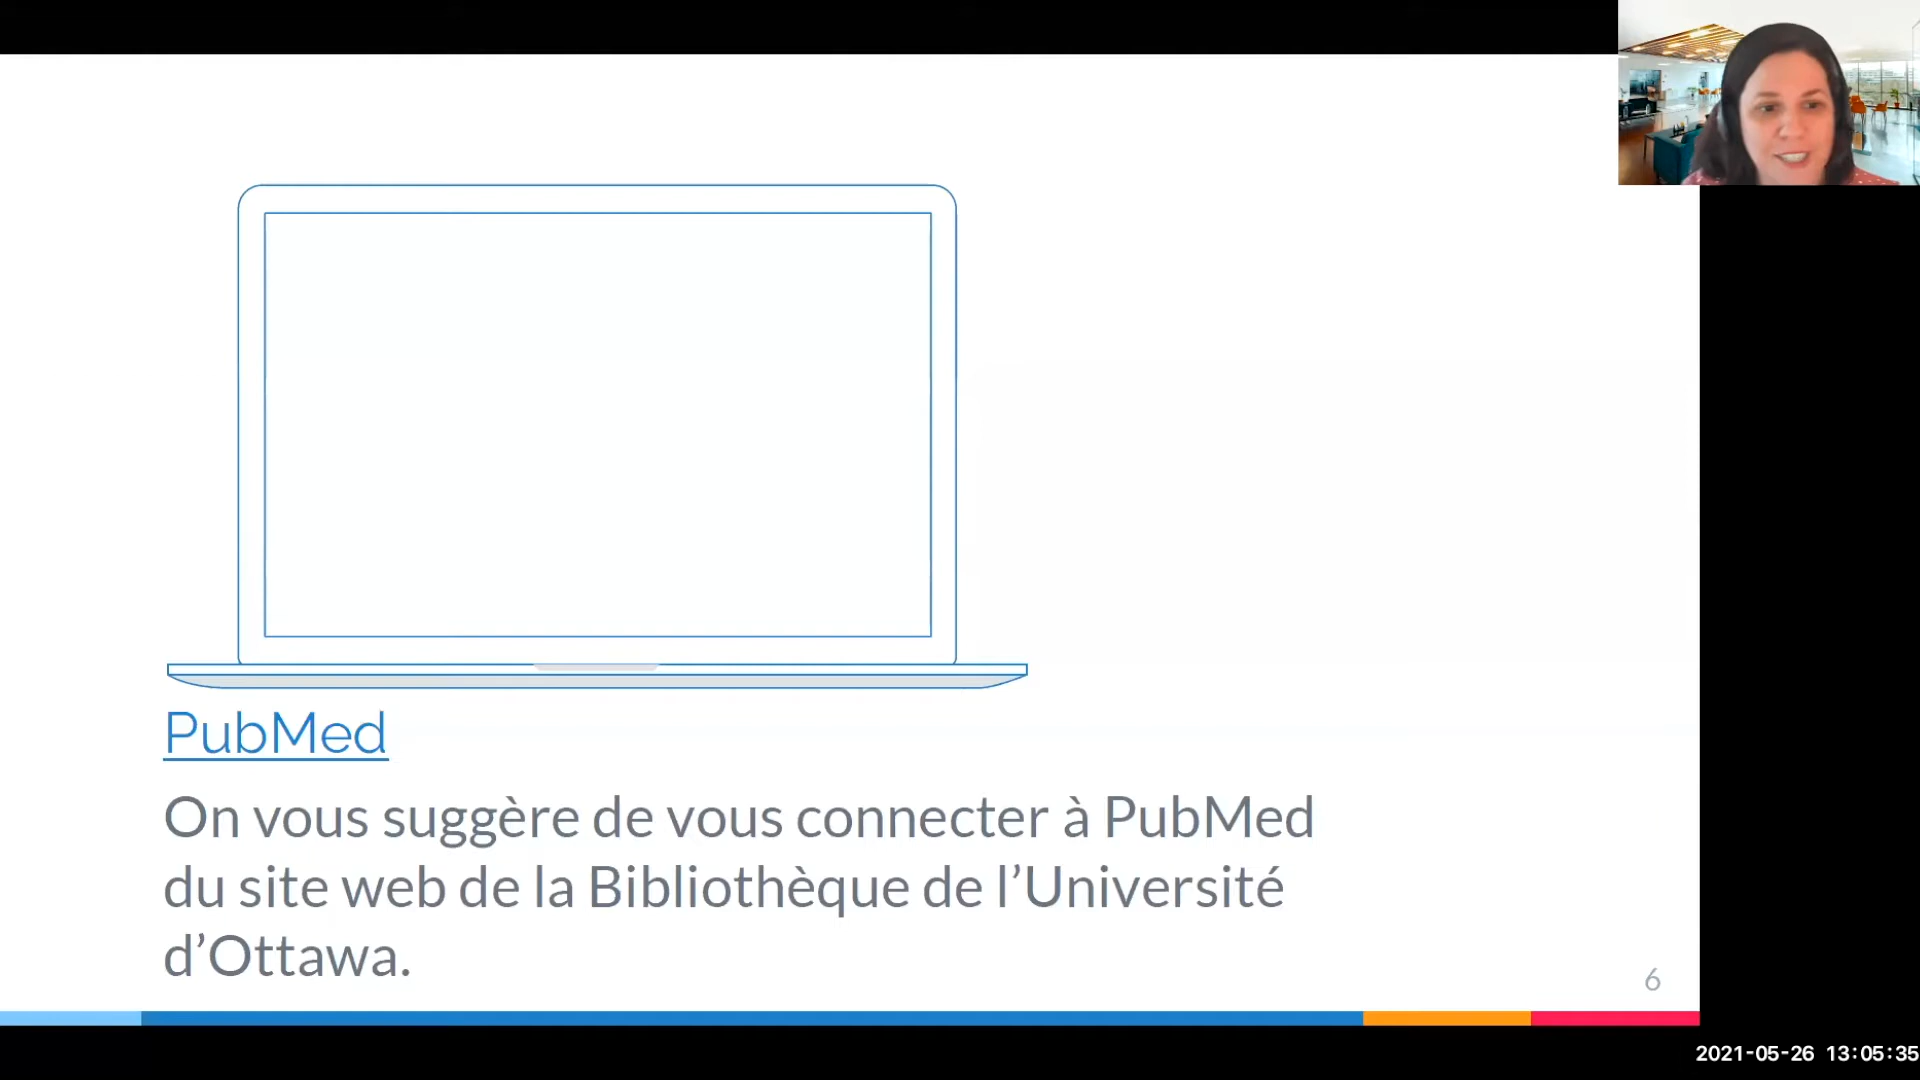 PubMed
On vous suggère de vous connecter à PubMed
du site web de la Bibliothèque de l’Université
d’Ottawa.
6
2021-05-26 13:05:35